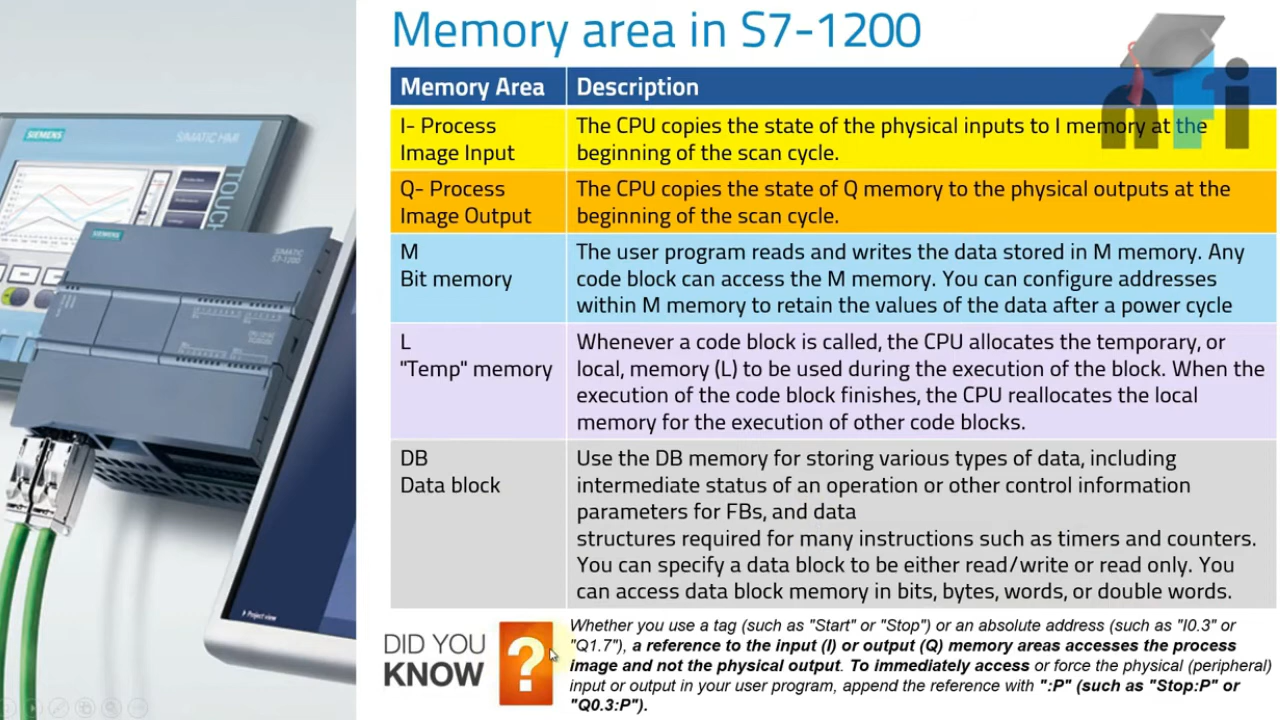 Memory area in S7-1200
nfi
Memory Area
Description
I- Process
Image Input
The CPU copies the state of the physical inputs to I memory at the
beginning of the scan cycle.
Q- Process
Image Output
The CPU copies the state of Q memory to the physical outputs at the
beginning of the scan cycle.
M
Bit memory
The user program reads and writes the data stored in M memory. Any
code block can access the M memory. You can configure addresses
within M memory to retain the values of the data after a power cycle
L
"Temp" memory
Whenever a code block is called, the CPU allocates the temporary, or
local, memory (L) to be used during the execution of the block. When the
execution of the code block finishes, the CPU reallocates the local
memory for the execution of other code blocks.
DB
Data block
Use the DB memory for storing various types of data, including
intermediate status of an operation or other control information
parameters for FBs, and data
structures required for many instructions such as timers and counters.
You can specify a data block to be either read/write or read only. You
can access data block memory in bits, bytes, words, or double words.
DID YOU
KNOW
?
Whether you use a tag (such as "Start" or "Stop") or an absolute address (such as "I0.3" or
"Q1.7"), a reference to the input (I) or output (Q) memory areas accesses the process
image and not the physical output. To immediately access or force the physical (peripheral)
input or output in your user program, append the reference with ":P" (such as "Stop:P" or
"Q0.3:P").
SIEMENS
SIMATIC HMI
TOUCH
SIEMENS
SIMATIC
S7-1200
Project view